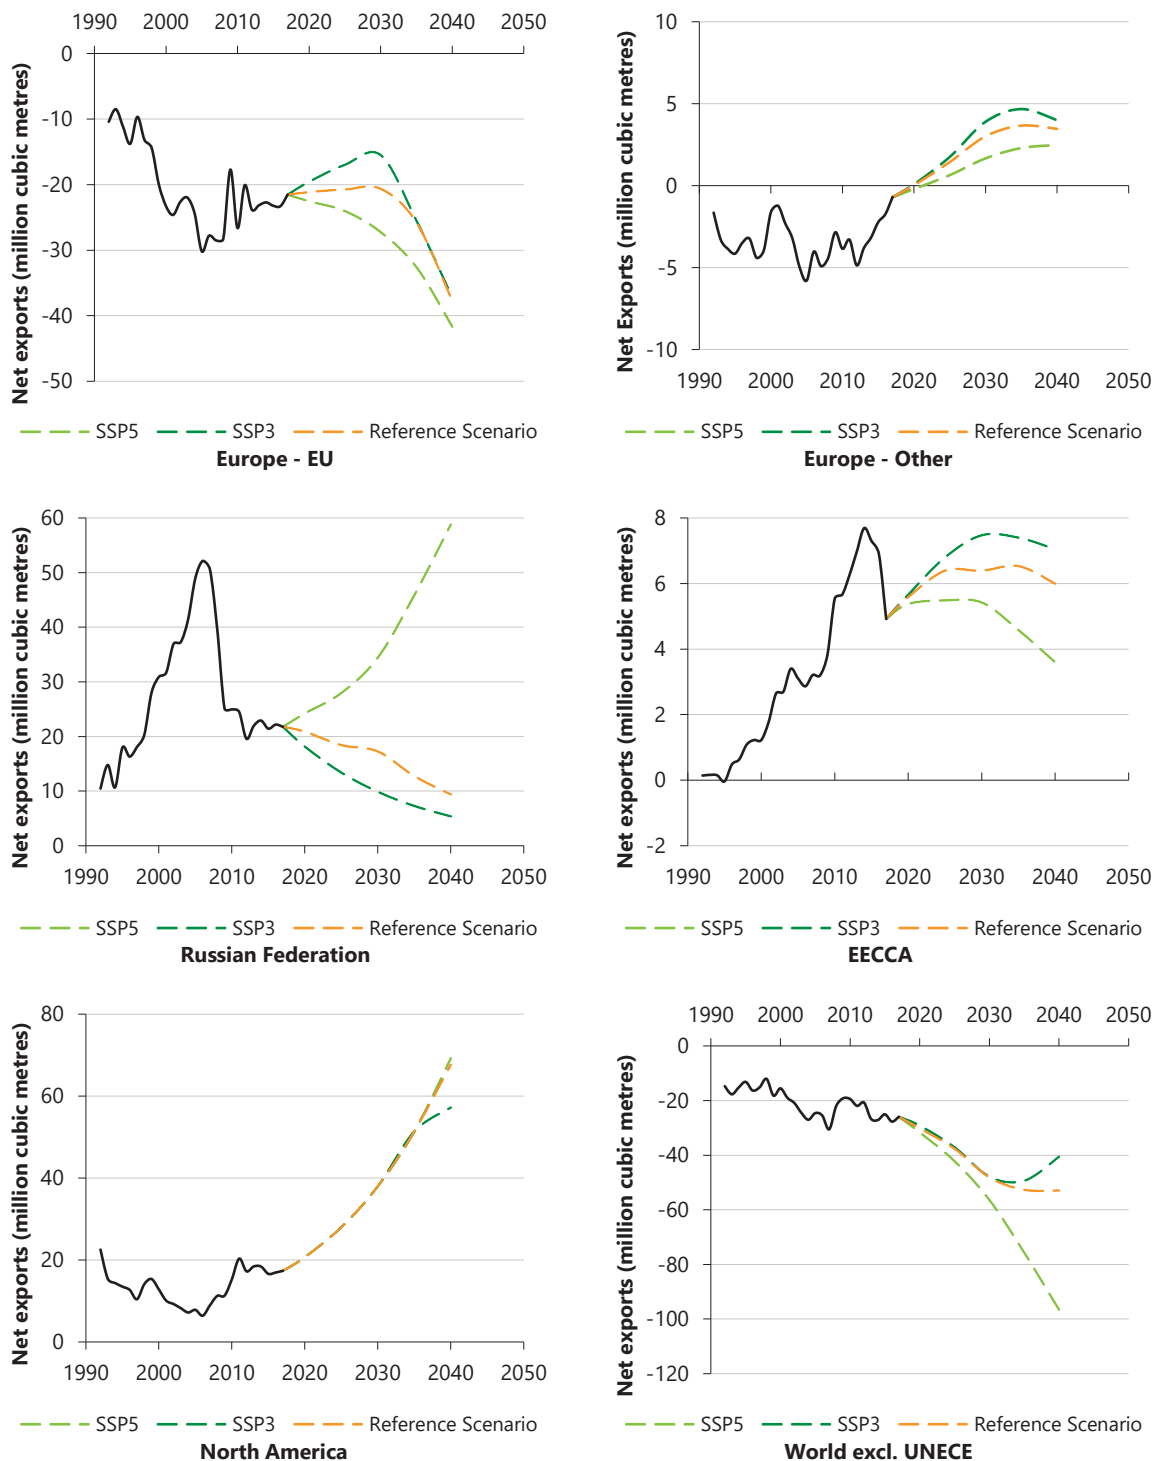 1990 2000 2010 2020 2030 2040 2050
0
-10
-20
-30
-40
-50
Net exports (million cubic metres)
SSP5 SSP3 Reference Scenario
Europe - EU
10
5
0
-5
-10
1990 2000 2010 2020 2030 2040 2050
Net Exports (million cubic metres)
SSP5 SSP3 Reference Scenario
Europe - Other
60
50
40
30
20
10
0
1990 2000 2010 2020 2030 2040 2050
Net exports (million cubic metres)
SSP5 SSP3 Reference Scenario
Russian Federation
8
6
4
2
0
-2
1990 2000 2010 2020 2030 2040 2050
Net exports (million cubic metres)
SSP5 SSP3 Reference Scenario
EECCA
80
60
40
20
0
1990 2000 2010 2020 2030 2040 2050
Net exports (million cubic metres)
SSP5 SSP3 Reference Scenario
North America
1990 2000 2010 2020 2030 2040 2050
0
-20
-40
-60
-80
-100
-120
Net exports (million cubic metres)
SSP5 SSP3 Reference Scenario
World excl. UNECE